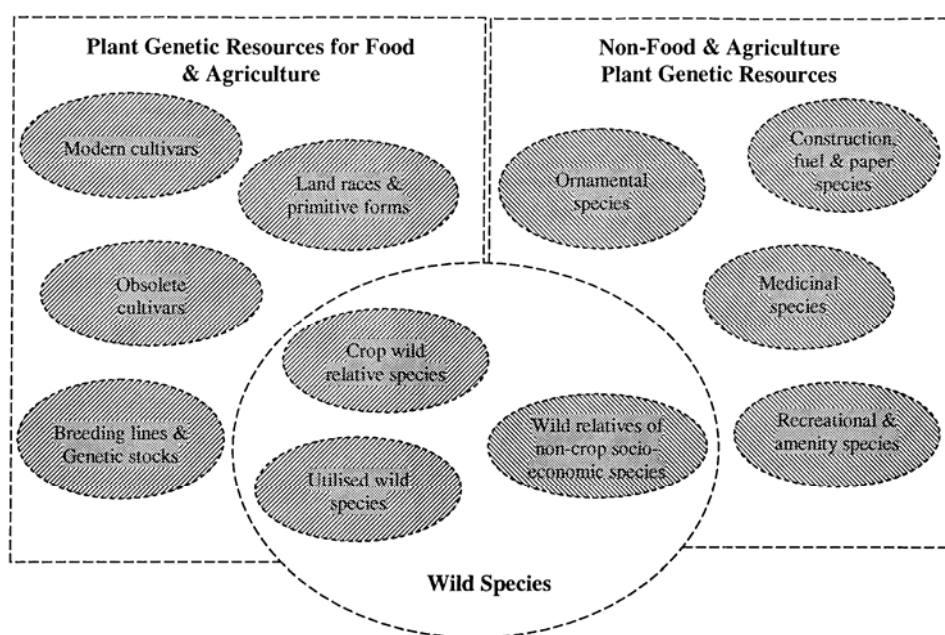 Plant Genetic Resources for Food
& Agriculture
Modern cultivars
Land races &
primitive forms
Obsolete
cultivars
Breeding lines &
Genetic stocks
Non-Food & Agriculture
Plant Genetic Resources
Ornamental
species
Construction,
fuel & paper
species
Medicinal
species
Recreational &
amenity species
Crop wild
relative species
Utilised wild
species
Wild relatives of
non-crop socio-
economic species
Wild Species